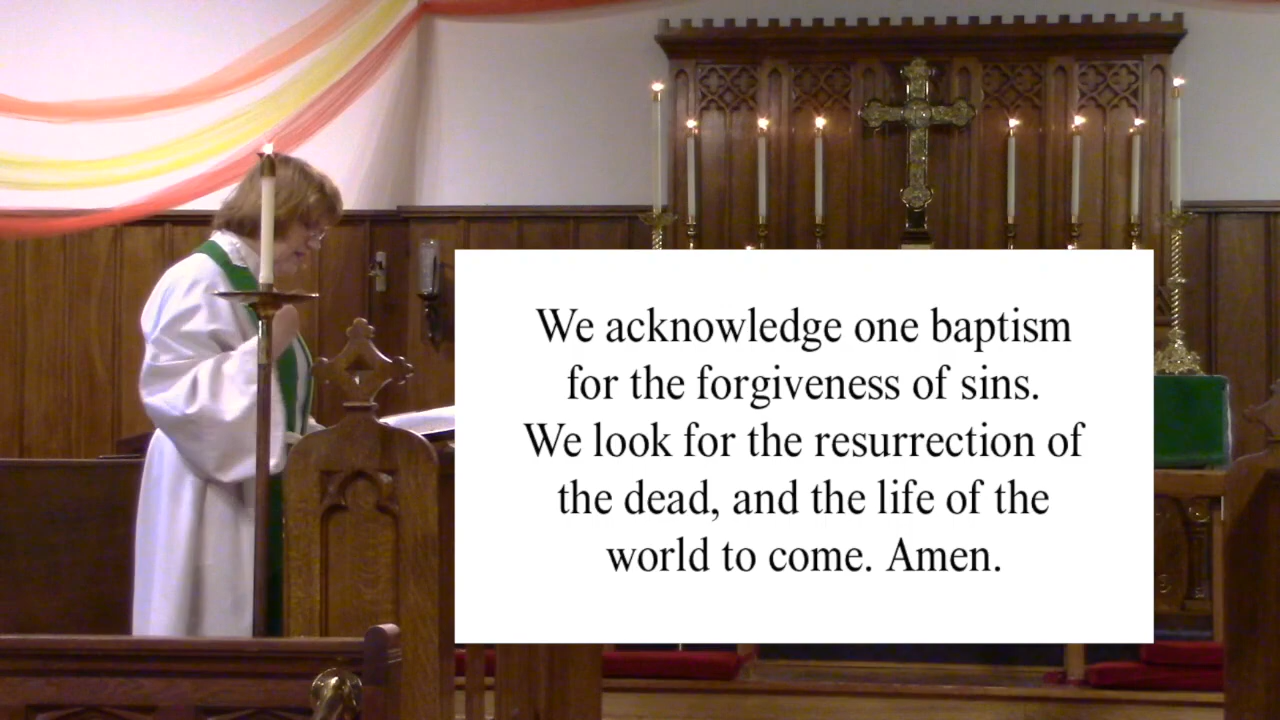 We acknowledge one baptism
for the forgiveness of sins.
We look for the resurrection of
the dead, and the life of the
world to come. Amen.